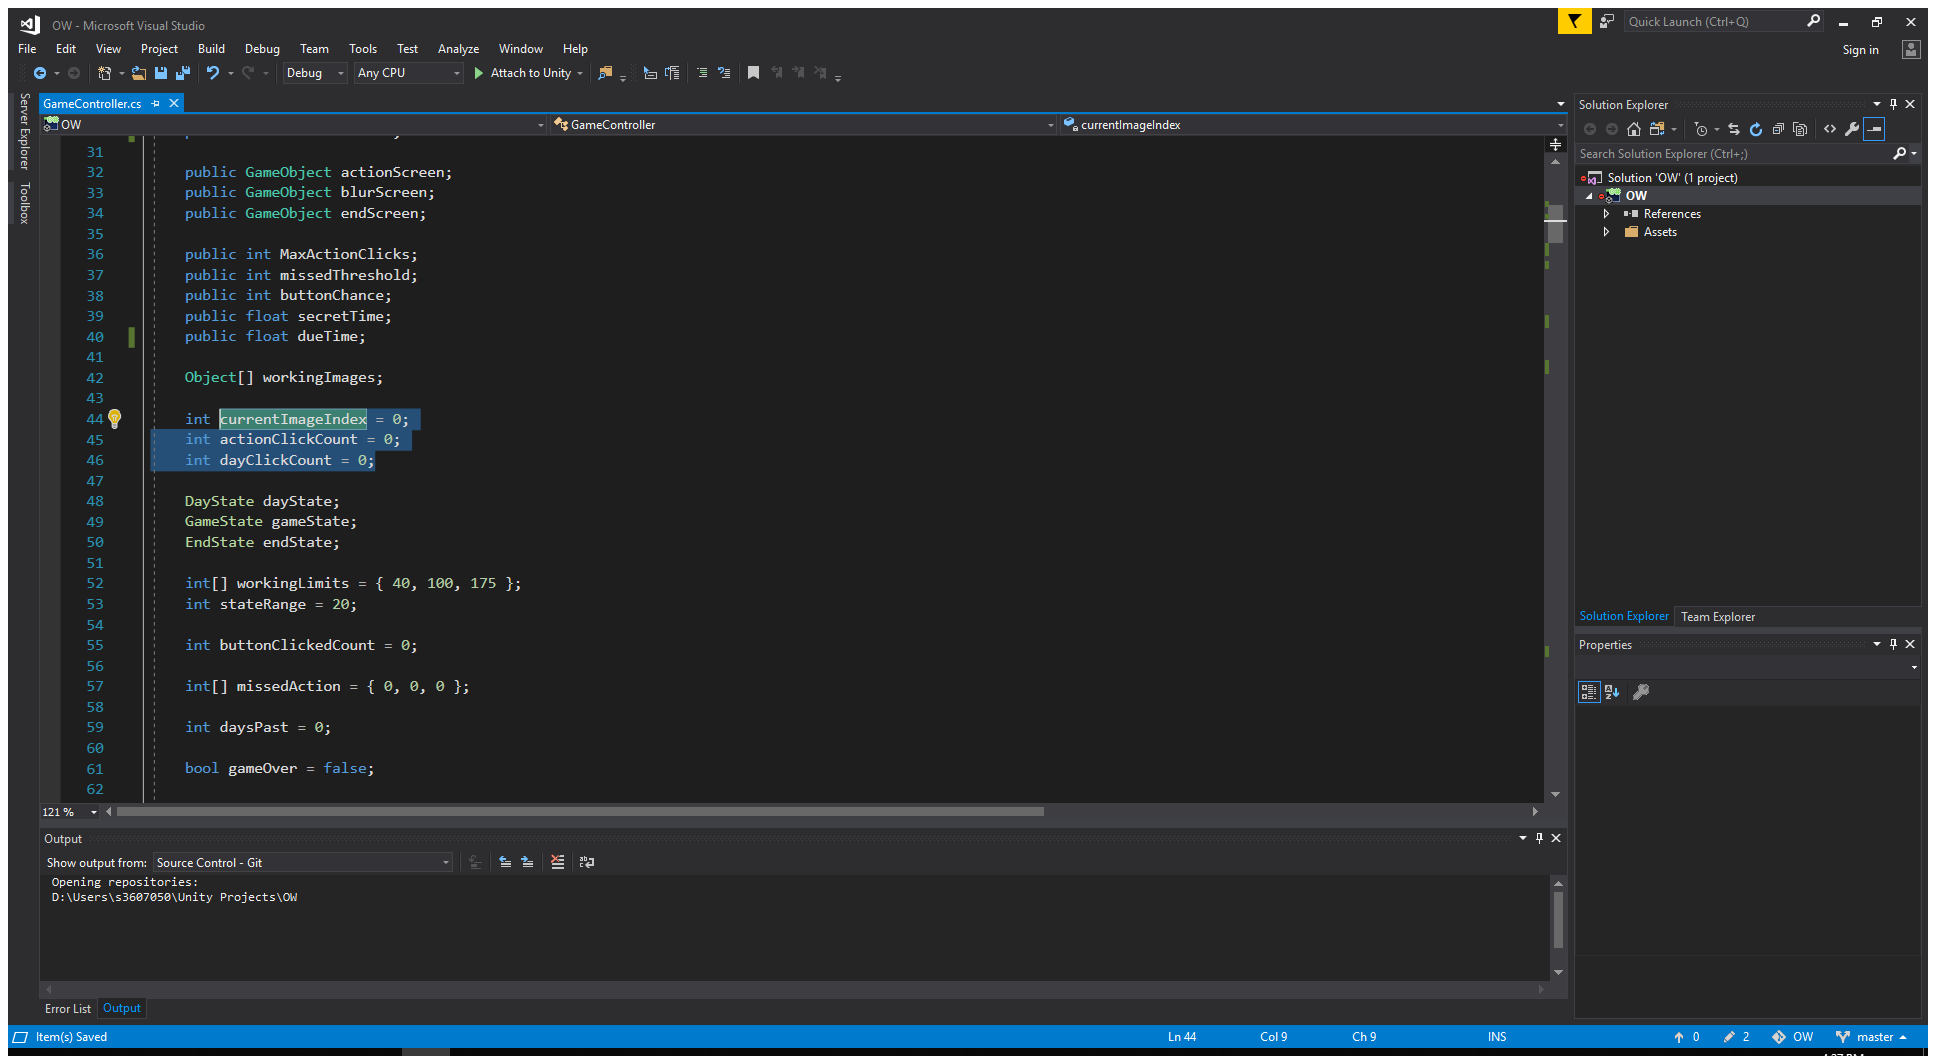 OW - Microsoft Visual Studio
Quick Launch (Ctrl+Q)
File Edit View Project Build Debug Team Tools Test Analyze Window Help
Sign in
Debug Any CPU Attach to Unity
Server Explorer
Toolbox
GameController.cs
OW GameController currentImageIndex
31
32 public GameObject actionScreen;
33 public GameObject blurScreen;
34 public GameObject endScreen;
35
36 public int MaxActionClicks;
37 public int missedThreshold;
38 public int buttonChance;
39 public float secretTime;
40 public float dueTime;
41
42 Object[] workingImages;
43
44 int currentImageIndex = 0;
45 int actionClickCount = 0;
46 int dayClickCount = 0;
47
48 DayState dayState;
49 GameState gameState;
50 EndState endState;
51
52 int[] workingLimits = { 40, 100, 175 };
53 int stateRange = 20;
54
55 int buttonClickedCount = 0;
56
57 int[] missedAction = { 0, 0, 0 };
58
59 int daysPast = 0;
60
61 bool gameOver = false;
62
121 %
Output
Show output from: Source Control - Git
Opening repositories:
D:\Users\s3607050\Unity Projects\OW
Error List Output
Solution Explorer
Search Solution Explorer (Ctrl+;)
Solution 'OW' (1 project)
OW
References
Assets
Solution Explorer Team Explorer
Properties
Item(s) Saved Ln 44 Col 9 Ch 9 INS 0 2 OW master